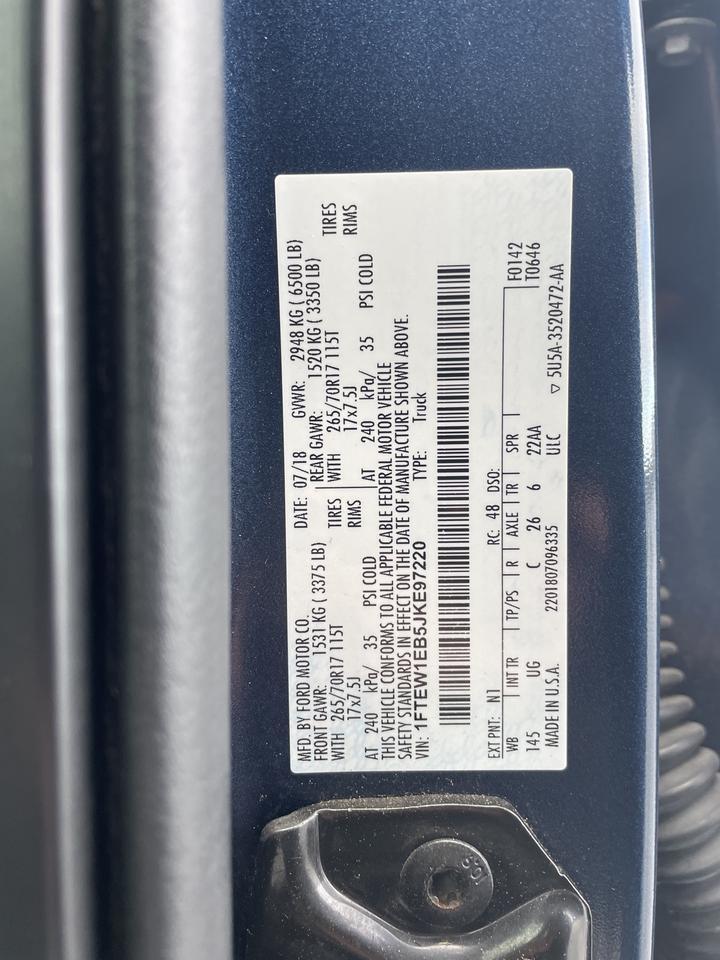 MFD. BY FORD MOTOR CO.
DATE: 07/18 GVWR: 2948 KG ( 6500 LB)
FRONT GAWR: 1531 KG ( 3375 LB) REAR GAWR: 1520 KG ( 3350 LB)
WITH 265/70R17 115T TIRES WITH 265/70R17 115T TIRES
17x7.5J RIMS 17x7.5J RIMS
AT 240 kPa/ 35 PSI COLD AT 240 kPa/ 35 PSI COLD
THIS VEHICLE CONFORMS TO ALL APPLICABLE FEDERAL MOTOR VEHICLE
SAFETY STANDARDS IN EFFECT ON THE DATE OF MANUFACTURE SHOWN ABOVE.
VIN: 1FTEW1EB5JKE97220 TYPE: Truck
EXT PNT: N1 RC: 48 DSO: F0142
WB INT TR TP/PS R AXLE TR SPR T0646
145 UG C 26 6 22AA
MADE IN U.S.A. 2201807096335 ULC ▽ 5U5A-3520472-AA